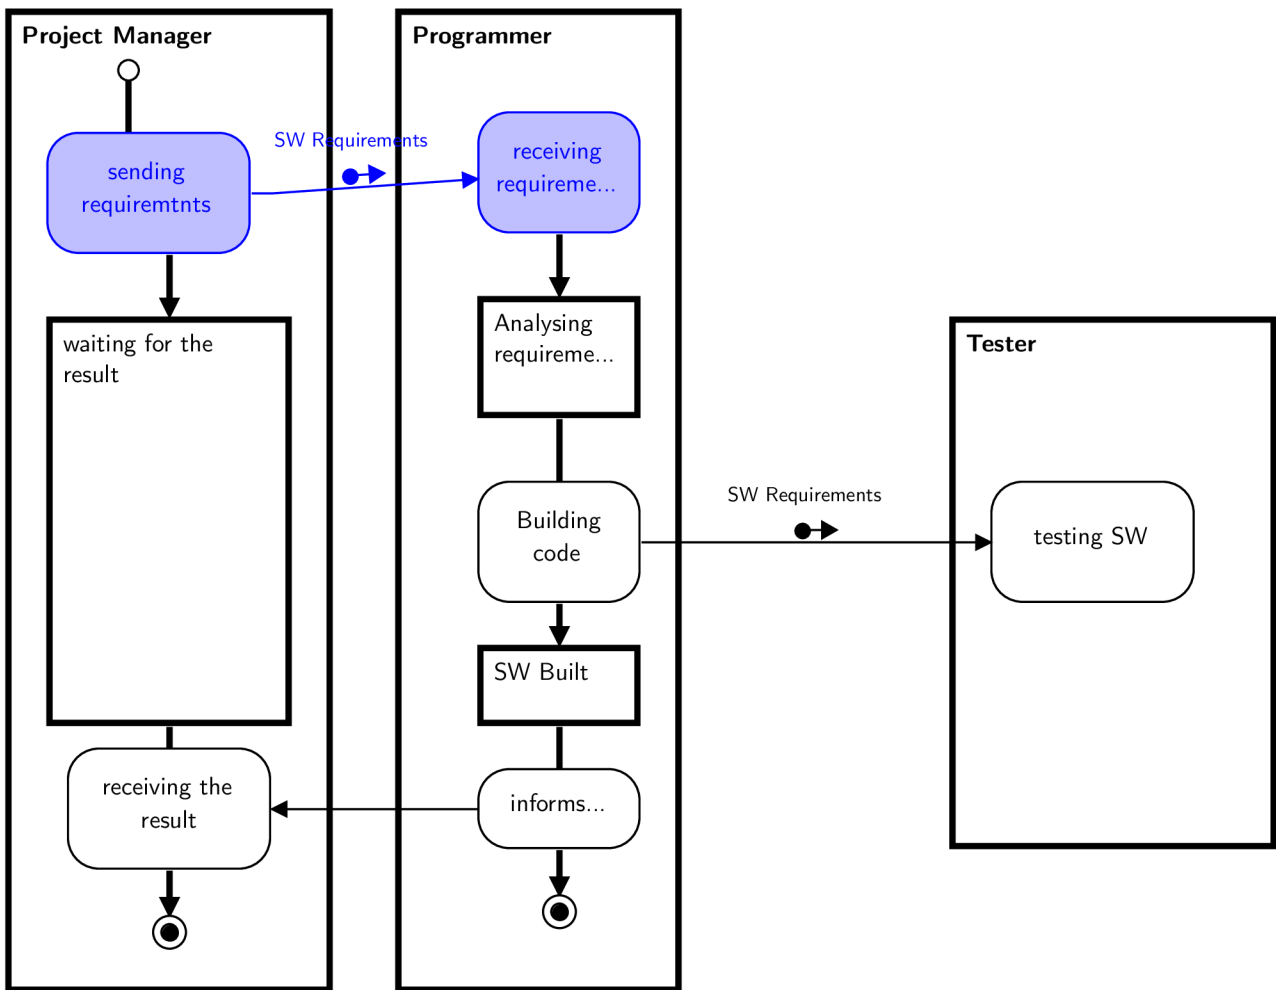 Project Manager
sending
requiremtnts
waiting for the
result
receiving the
result
SW Requirements
Programmer
receiving
requireme...
Analysing
requireme...
Building
code
SW Built
informs...
SW Requirements
Tester
testing SW